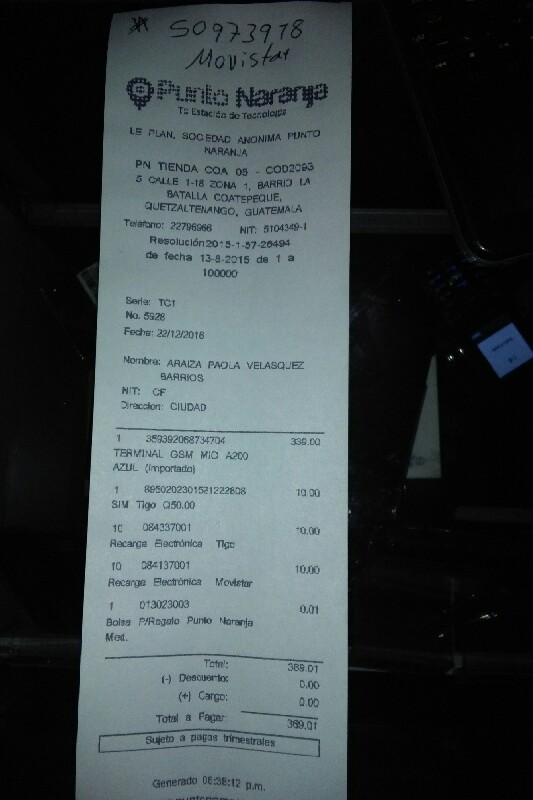 50973978
Movistar
Punto Naranja
Tu Estación de Tecnología
LE PLAN, SOCIEDAD ANONIMA PUNTO
NARANJA
PN TIENDA COA 05 - COD2093
5 CALLE 1-18 ZONA 1, BARRIO LA
BATALLA COATEPEQUE,
QUETZALTENANGO, GUATEMALA
Teléfono: 22796966 NIT: 5104349-1
Resolución2015-1-57-26494
de fecha 13-8-2015 de 1 a
100000
Serie: TC1
No. 5928
Fecha: 22/12/2016
Nombre: ARAIZA PAOLA VELASQUEZ
BARRIOS
NIT: CF
Direccion: CIUDAD
1 359392068734704 339.00
TERMINAL GSM MIO A200
AZUL (Importado)
1 8950202301521222808 10.00
SIM Tigo Q50.00
10 084337001 10.00
Recarga Electrónica Tigo
10 084137001 10.00
Recarga Electrónica Movistar
1 013023003 0.01
Bolsa P/Regalo Punto Naranja
Med.
Total: 369.01
(-) Descuento: 0.00
(+) Cargo: 0.00
Total a Pagar: 369.01
Sujeto a pagos trimestrales
Generado 06:38:12 p.m.